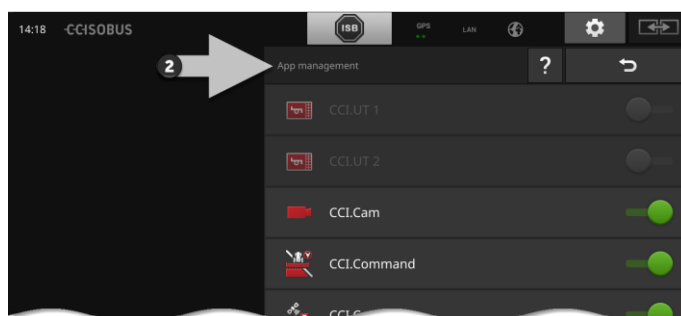 14:18 CCISOBUS ISB GPS LAN
2 App management ?
CCI.UT 1
CCI.UT 2
CCI.Cam
CCI.Command